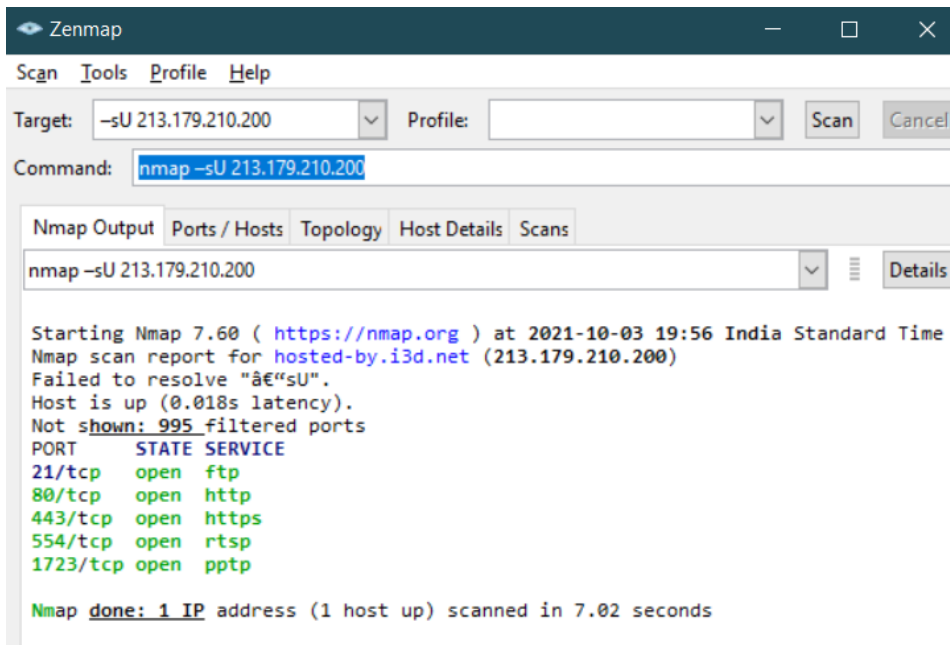 Zenmap
Scan Tools Profile Help
Target: –sU 213.179.210.200 Profile: Scan Cancel
Command: nmap –sU 213.179.210.200
Nmap Output Ports / Hosts Topology Host Details Scans
nmap –sU 213.179.210.200 Details
Starting Nmap 7.60 ( https://nmap.org ) at 2021-10-03 19:56 India Standard Time
Nmap scan report for hosted-by.i3d.net (213.179.210.200)
Failed to resolve "â€“sU".
Host is up (0.018s latency).
Not shown: 995 filtered ports
PORT STATE SERVICE
21/tcp open ftp
80/tcp open http
443/tcp open https
554/tcp open rtsp
1723/tcp open pptp
Nmap done: 1 IP address (1 host up) scanned in 7.02 seconds